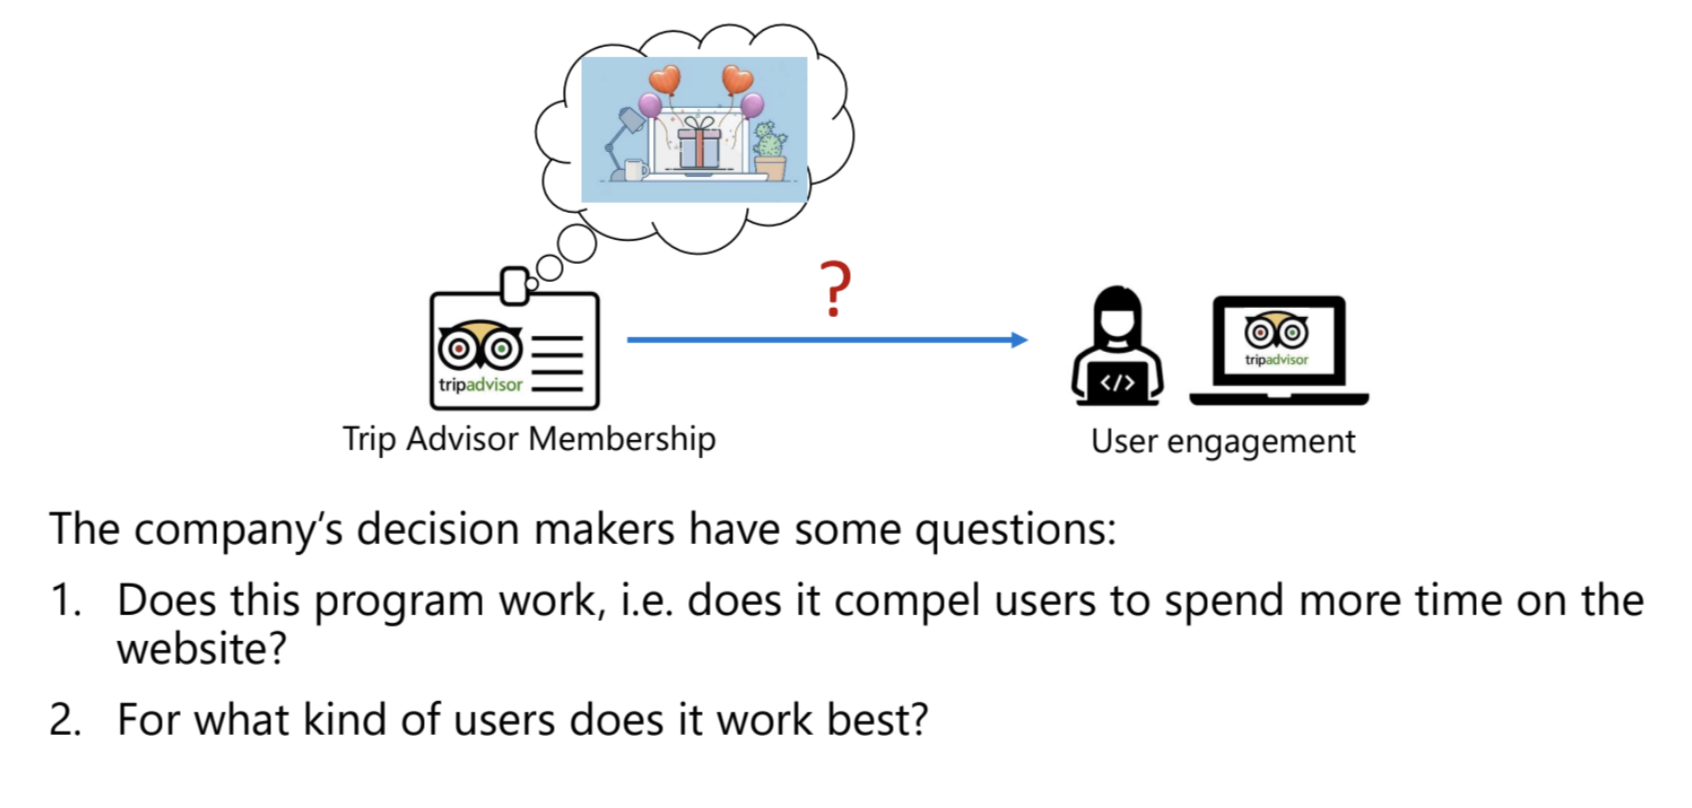 ?
tripadvisor
</>
tripadvisor
Trip Advisor Membership
User engagement
The company’s decision makers have some questions:
1. Does this program work, i.e. does it compel users to spend more time on the
website?
2. For what kind of users does it work best?